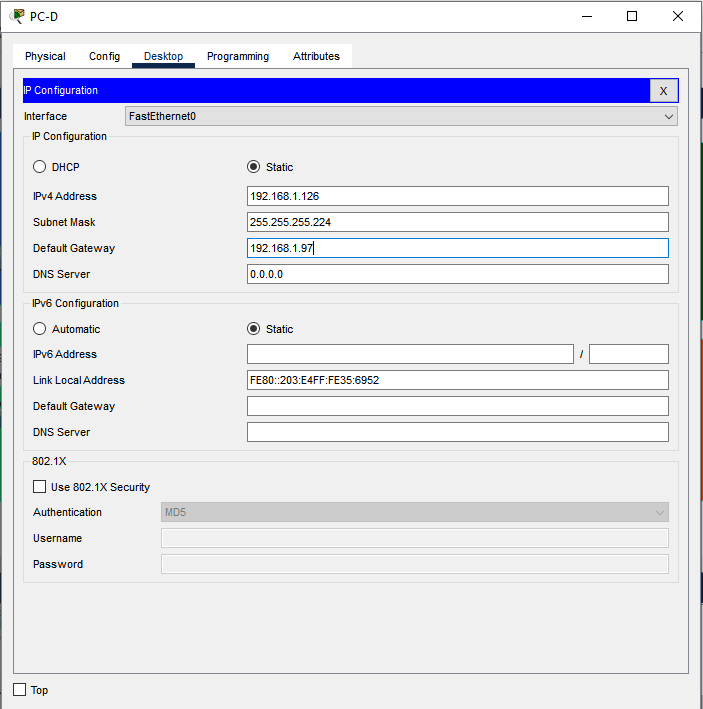 PC-D
Physical Config Desktop Programming Attributes
IP Configuration X
Interface FastEthernet0
IP Configuration
DHCP Static
IPv4 Address 192.168.1.126
Subnet Mask 255.255.255.224
Default Gateway 192.168.1.97
DNS Server 0.0.0.0
IPv6 Configuration
Automatic Static
IPv6 Address /
Link Local Address FE80::203:E4FF:FE35:6952
Default Gateway
DNS Server
802.1X
Use 802.1X Security
Authentication MD5
Username
Password
Top